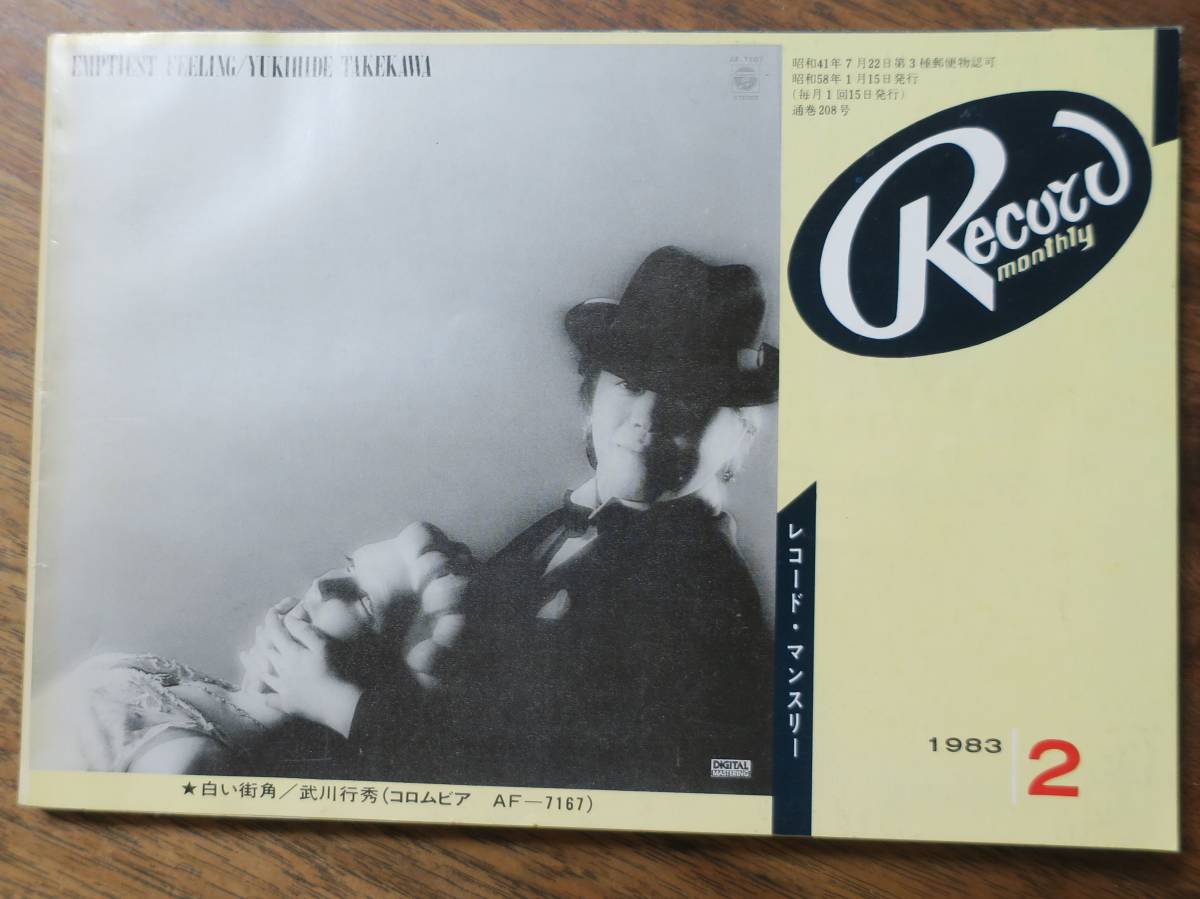 EMPTIEST FEELING/YUKIHIDE TAKEKAWA
AF-7167
STEREO
昭和41年7月22日第3種郵便物認可
昭和58年1月15日発行
(毎月1回15日発行)
通巻208号
Record
monthly
レコード・マンスリー
1983 2
DIGITAL
MASTERING
★白い街角/武川行秀(コロムビア AF―7167)